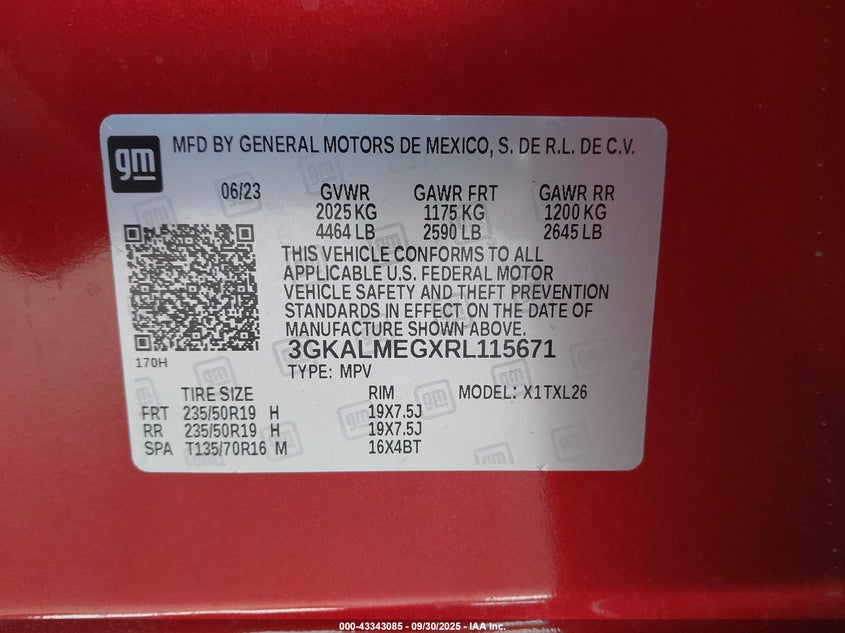 gm
MFD BY GENERAL MOTORS DE MEXICO, S. DE R.L. DE C.V.
06/23 GVWR GAWR FRT GAWR RR
2025 KG 1175 KG 1200 KG
4464 LB 2590 LB 2645 LB
THIS VEHICLE CONFORMS TO ALL
APPLICABLE U.S. FEDERAL MOTOR
VEHICLE SAFETY AND THEFT PREVENTION
STANDARDS IN EFFECT ON THE DATE OF
MANUFACTURE SHOWN ABOVE.
170H
3GKALMEGXRL115671
TYPE: MPV
TIRE SIZE RIM MODEL: X1TXL26
FRT 235/50R19 H 19X7.5J
RR 235/50R19 H 19X7.5J
SPA T135/70R16 M 16X4BT
000-43343085 - 09/30/2025 - IAA Inc.